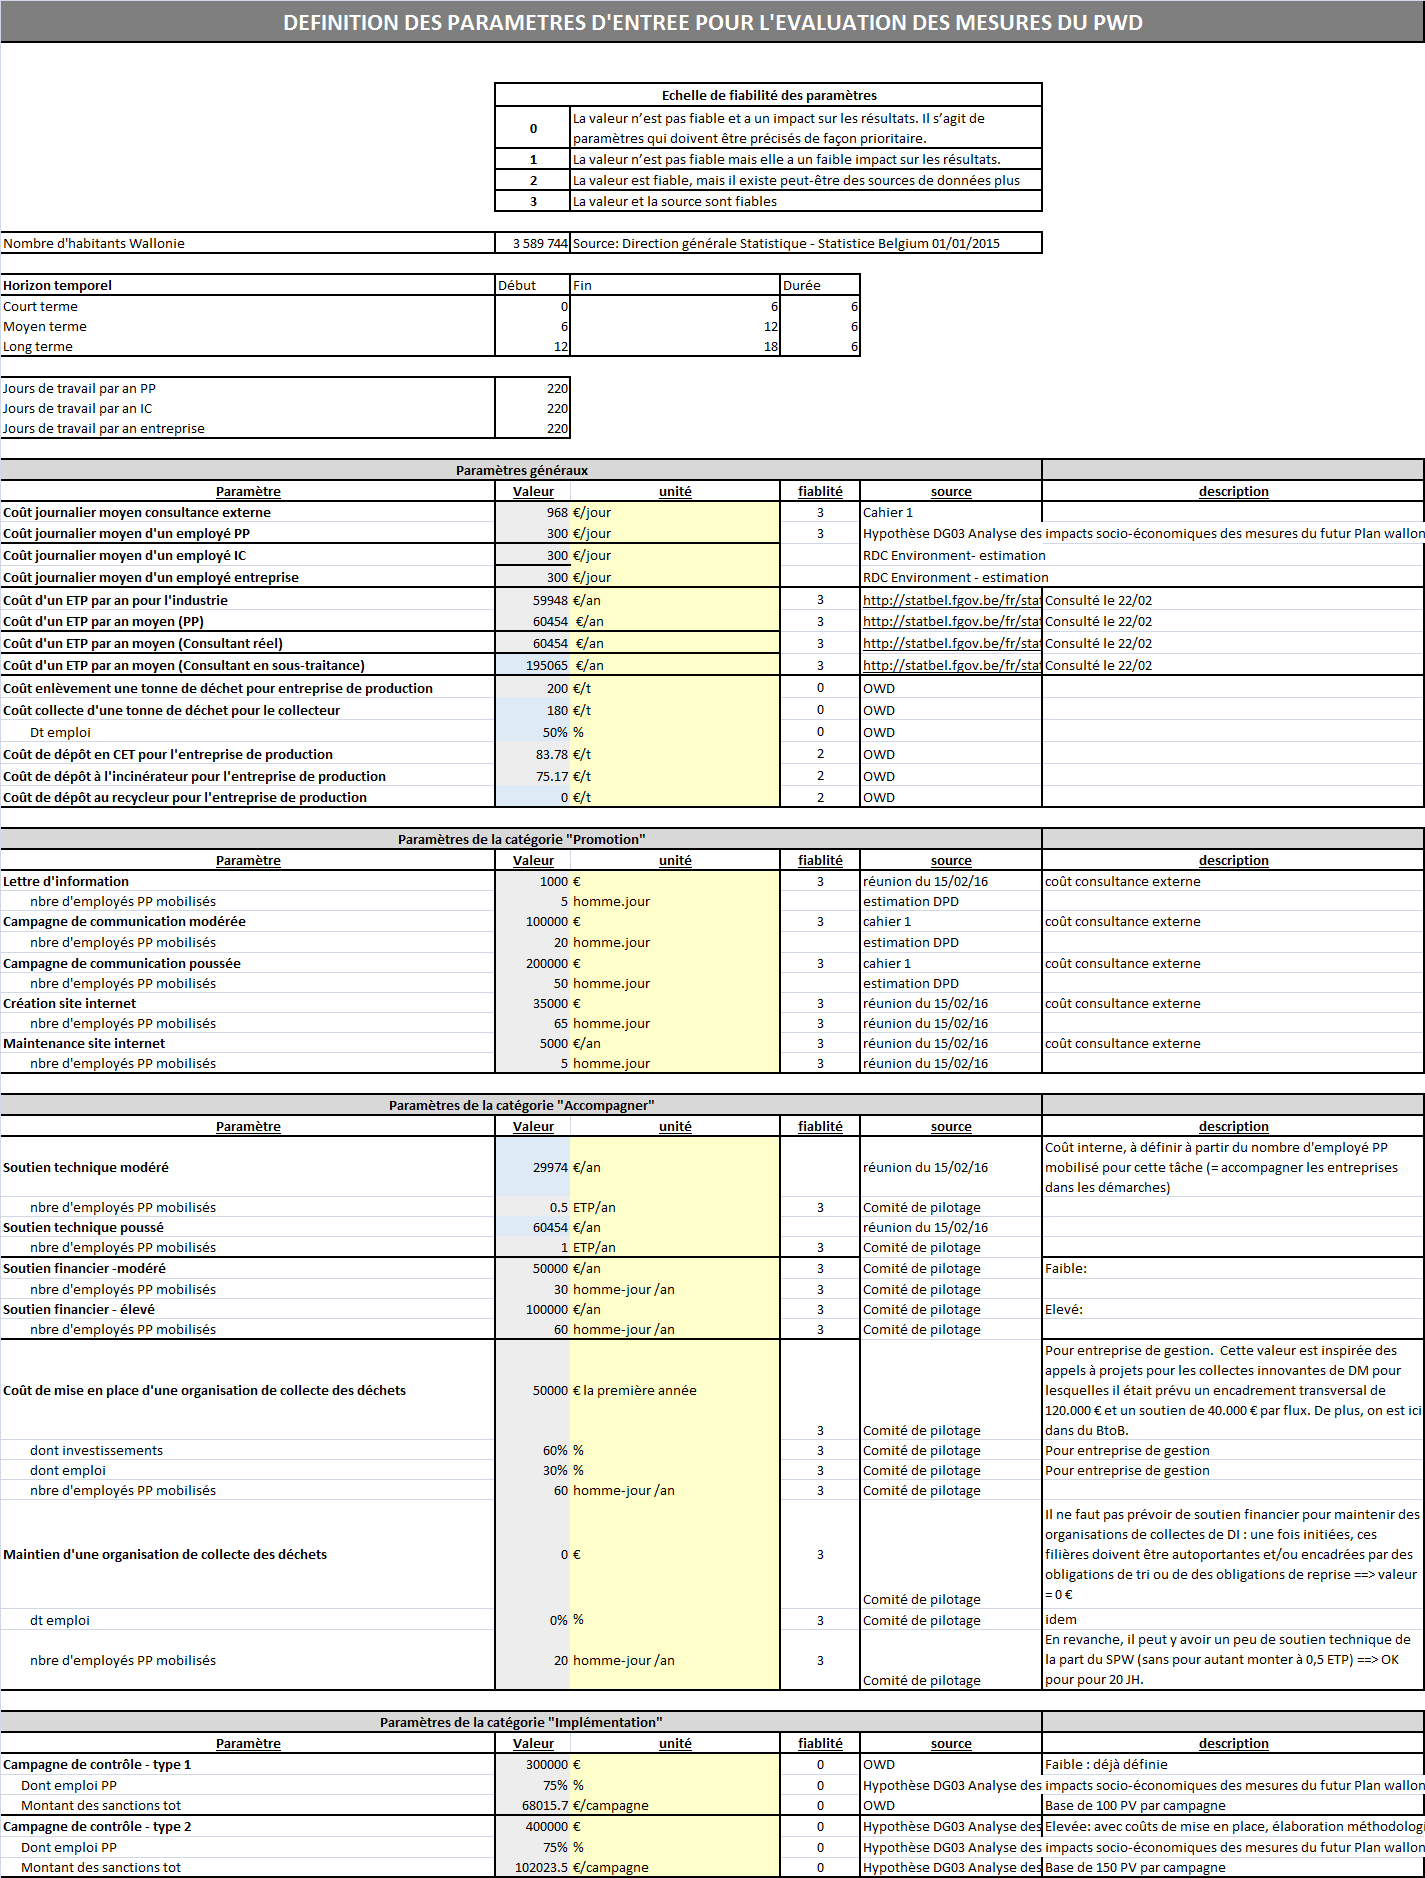 DEFINITION DES PARAMETRES D'ENTREE POUR L'EVALUATION DES MESURES DU PWD
Echelle de fiabilité des paramètres
0 La valeur n'est pas fiable et a un impact sur les résultats. Il s'agit de
paramètres qui doivent être précisés de façon prioritaire.
1 La valeur n'est pas fiable mais elle a un faible impact sur les résultats.
2 La valeur est fiable, mais il existe peut-être des sources de données plus
3 La valeur et la source sont fiables
Nombre d'habitants Wallonie 3 589 744 Source: Direction générale Statistique - Statistice Belgium 01/01/2015
Horizon temporel Début Fin Durée
Court terme 0 6 6
Moyen terme 6 12 6
Long terme 12 18 6
Jours de travail par an PP 220
Jours de travail par an IC 220
Jours de travail par an entreprise 220
Paramètres généraux
Paramètre Valeur unité fiablité source description
Coût journalier moyen consultance externe 968 €/jour 3 Cahier 1
Coût journalier moyen d'un employé PP 300 €/jour 3 Hypothèse DG03 Analyse des impacts socio-économiques des mesures du futur Plan wallon
Coût journalier moyen d'un employé IC 300 €/jour RDC Environment- estimation
Coût journalier moyen d'un employé entreprise 300 €/jour RDC Environment - estimation
Coût d'un ETP par an pour l'industrie 59948 €/an 3 http://statbel.fgov.be/fr/stat Consulté le 22/02
Coût d'un ETP par an moyen (PP) 60454 €/an 3 http://statbel.fgov.be/fr/stat Consulté le 22/02
Coût d'un ETP par an moyen (Consultant réel) 60454 €/an 3 http://statbel.fgov.be/fr/stat Consulté le 22/02
Coût d'un ETP par an moyen (Consultant en sous-traitance) 195065 €/an 3 http://statbel.fgov.be/fr/stat Consulté le 22/02
Coût enlèvement une tonne de déchet pour entreprise de production 200 €/t 0 OWD
Coût collecte d'une tonne de déchet pour le collecteur 180 €/t 0 OWD
Dt emploi 50% % 0 OWD
Coût de dépôt en CET pour l'entreprise de production 83.78 €/t 2 OWD
Coût de dépôt à l'incinérateur pour l'entreprise de production 75.17 €/t 2 OWD
Coût de dépôt au recycleur pour l'entreprise de production 0 €/t 2 OWD
Paramètres de la catégorie "Promotion"
Paramètre Valeur unité fiablité source description
Lettre d'information 1000 € 3 réunion du 15/02/16 coût consultance externe
nbre d'employés PP mobilisés 5 homme.jour estimation DPD
Campagne de communication modérée 100000 € 3 cahier 1 coût consultance externe
nbre d'employés PP mobilisés 20 homme.jour estimation DPD
Campagne de communication poussée 200000 € 3 cahier 1 coût consultance externe
nbre d'employés PP mobilisés 50 homme.jour estimation DPD
Création site internet 35000 € 3 réunion du 15/02/16 coût consultance externe
nbre d'employés PP mobilisés 65 homme.jour 3 réunion du 15/02/16
Maintenance site internet 5000 €/an 3 réunion du 15/02/16 coût consultance externe
nbre d'employés PP mobilisés 5 homme.jour 3 réunion du 15/02/16
Paramètres de la catégorie "Accompagner"
Paramètre Valeur unité fiablité source description
Soutien technique modéré 29974 €/an réunion du 15/02/16 Coût interne, à définir à partir du nombre d'employé PP
mobilisé pour cette tâche (= accompagner les entreprises
dans les démarches)
nbre d'employés PP mobilisés 0.5 ETP/an 3 Comité de pilotage
Soutien technique poussé 60454 €/an réunion du 15/02/16
nbre d'employés PP mobilisés 1 ETP/an 3 Comité de pilotage
Soutien financier -modéré 50000 €/an 3 Comité de pilotage Faible:
nbre d'employés PP mobilisés 30 homme-jour /an 3 Comité de pilotage
Soutien financier - élevé 100000 €/an 3 Comité de pilotage Elevé:
nbre d'employés PP mobilisés 60 homme-jour /an 3 Comité de pilotage
Coût de mise en place d'une organisation de collecte des déchets 50000 € la première année 3 Comité de pilotage Pour entreprise de gestion. Cette valeur est inspirée des
appels à projets pour les collectes innovantes de DM pour
lesquelles il était prévu un encadrement transversal de
120.000 € et un soutien de 40.000 € par flux. De plus, on est ici
dans du BtoB.
dont investissements 60% % 3 Comité de pilotage Pour entreprise de gestion
dont emploi 30% % 3 Comité de pilotage Pour entreprise de gestion
nbre d'employés PP mobilisés 60 homme-jour /an 3 Comité de pilotage
Maintien d'une organisation de collecte des déchets 0 € 3 Comité de pilotage Il ne faut pas prévoir de soutien financier pour maintenir des
organisations de collectes de DI : une fois initiées, ces
filières doivent être autoportantes et/ou encadrées par des
obligations de tri ou de des obligations de reprise ==> valeur
= 0 €
dt emploi 0% % 3 Comité de pilotage idem
nbre d'employés PP mobilisés 20 homme-jour /an 3 Comité de pilotage En revanche, il peut y avoir un peu de soutien technique de
la part du SPW (sans pour autant monter à 0,5 ETP) ==> OK
pour pour 20 JH.
Paramètres de la catégorie "Implémentation"
Paramètre Valeur unité fiablité source description
Campagne de contrôle - type 1 300000 € 0 OWD Faible : déjà définie
Dont emploi PP 75% % 0 Hypothèse DG03 Analyse des impacts socio-économiques des mesures du futur Plan wallon
Montant des sanctions tot 68015.7 €/campagne 0 OWD Base de 100 PV par campagne
Campagne de contrôle - type 2 400000 € 0 Hypothèse DG03 Analyse des Elevée: avec coûts de mise en place, élaboration méthodologi
Dont emploi PP 75% % 0 Hypothèse DG03 Analyse des impacts socio-économiques des mesures du futur Plan wallon
Montant des sanctions tot 102023.5 €/campagne 0 Hypothèse DG03 Analyse des Base de 150 PV par campagne